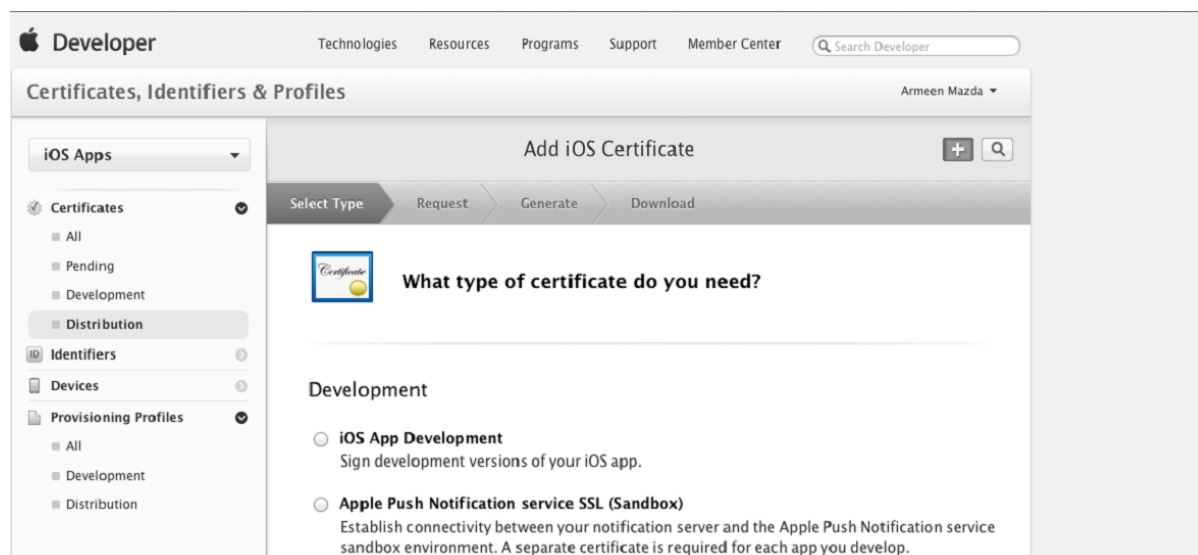 Developer
Technologies Resources Programs Support Member Center Search Developer
Certificates, Identifiers & Profiles
Armeen Mazda
iOS Apps
Certificates
All
Pending
Development
Distribution
ID Identifiers
Devices
Provisioning Profiles
All
Development
Distribution
Add iOS Certificate
Select Type Request Generate Download
Certificate
What type of certificate do you need?
Development
iOS App Development
Sign development versions of your iOS app.
Apple Push Notification service SSL (Sandbox)
Establish connectivity between your notification server and the Apple Push Notification service
sandbox environment. A separate certificate is required for each app you develop.